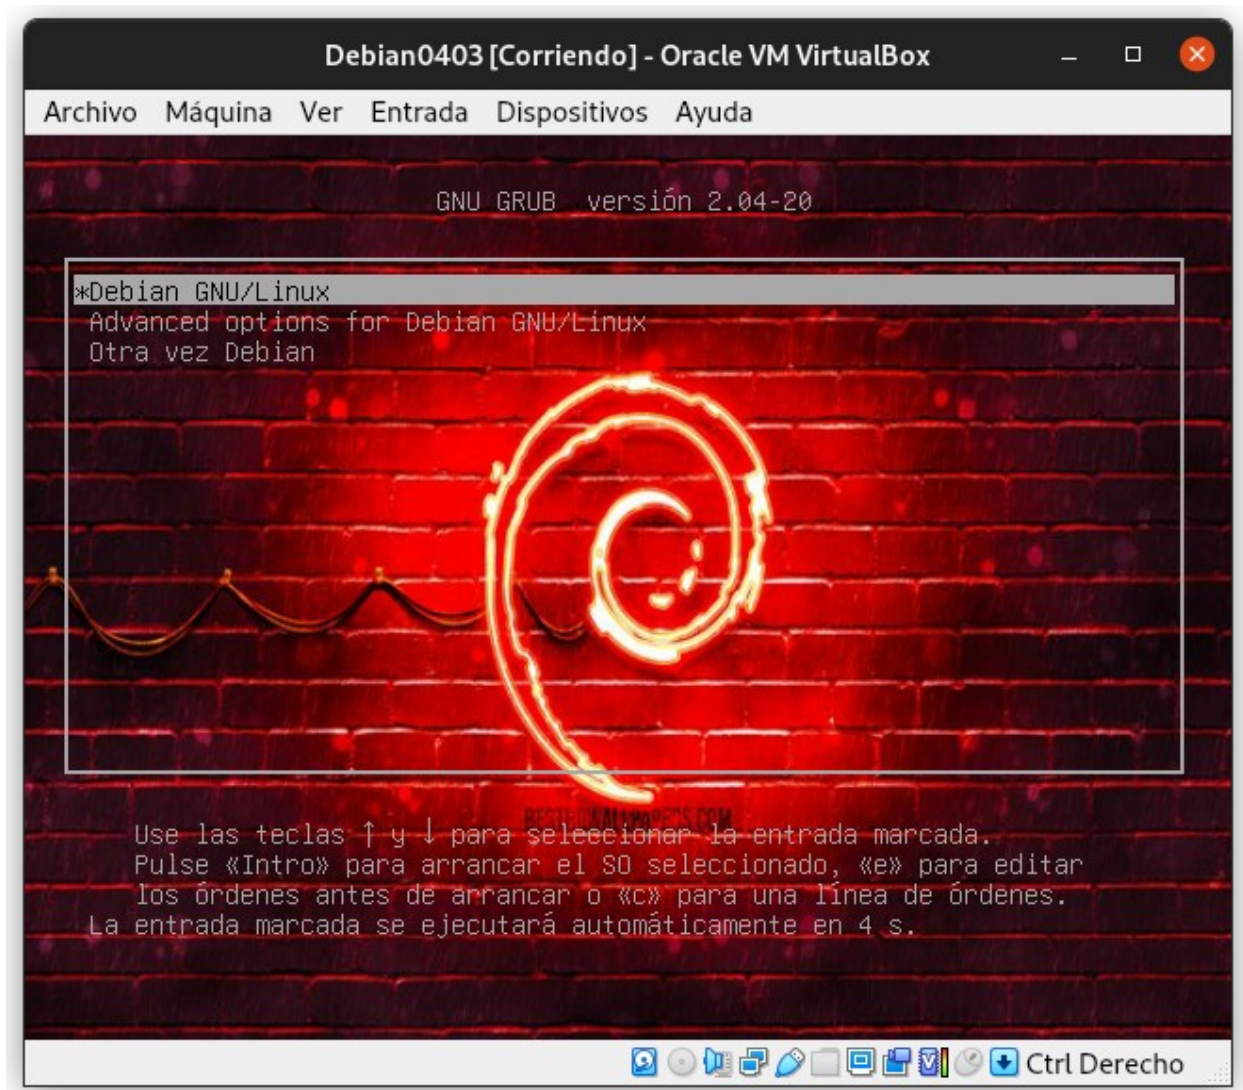 Debian0403 [Corriendo] - Oracle VM VirtualBox
Archivo Máquina Ver Entrada Dispositivos Ayuda
GNU GRUB versión 2.04-20
*Debian GNU/Linux
Advanced options for Debian GNU/Linux
Otra vez Debian
Use las teclas ↑ y ↓ para seleccionar la entrada marcada.
Pulse «Intro» para arrancar el SO seleccionado, «e» para editar
los órdenes antes de arrancar o «c» para una línea de órdenes.
La entrada marcada se ejecutará automáticamente en 4 s.
Ctrl Derecho